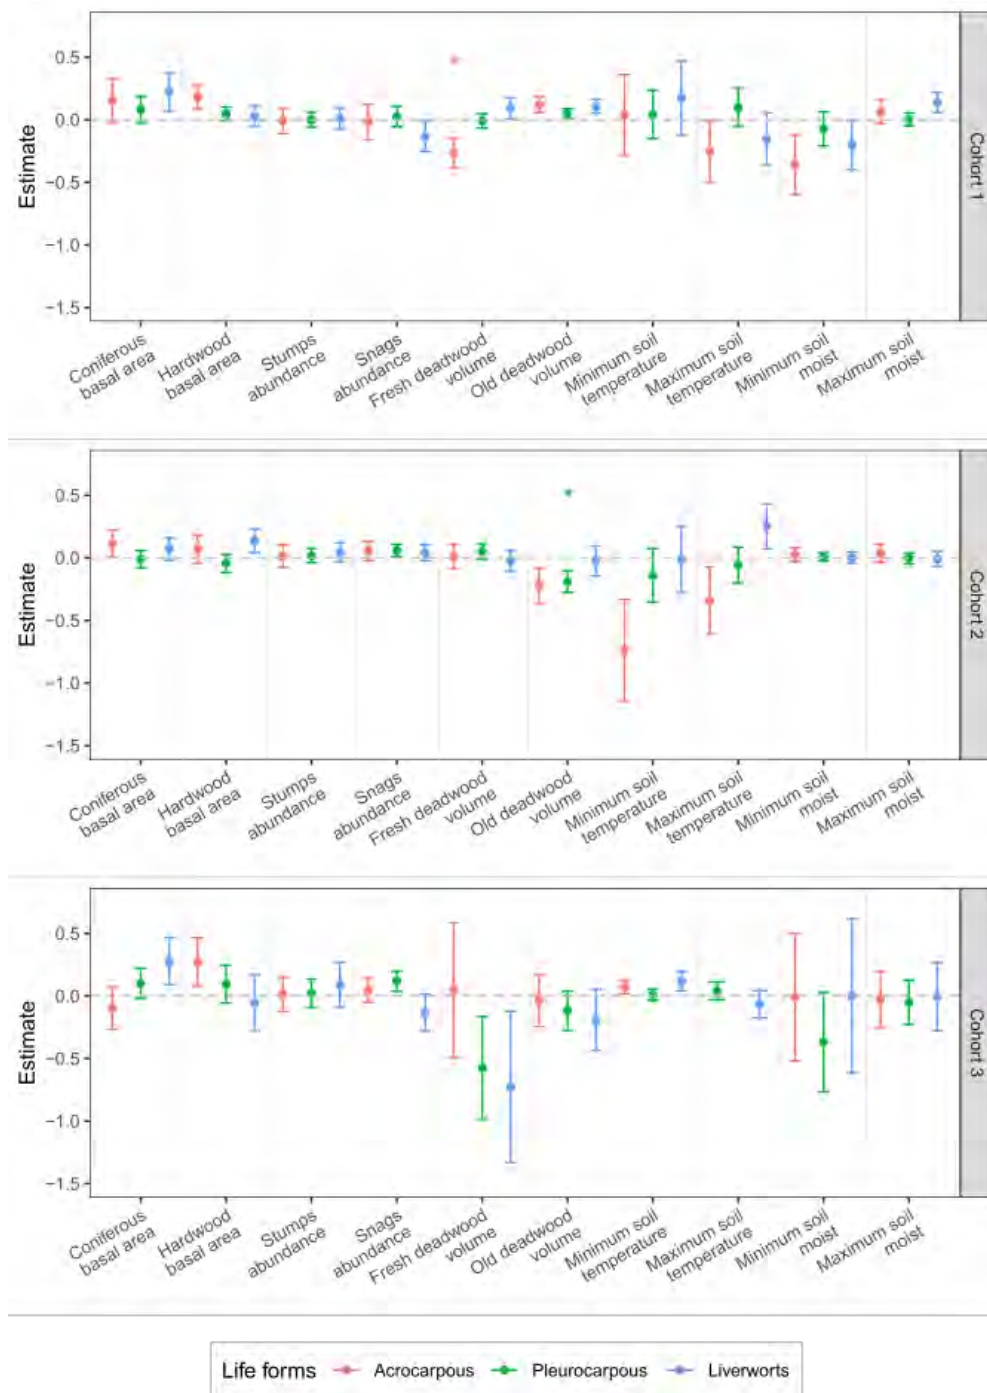 0.5
0.0
−0.5
−1.0
−1.5
Estimate
Cohort 1
Coniferous
basal area
Hardwood
basal area
Stumps
abundance
Snags
abundance
Fresh deadwood
volume
Old deadwood
volume
Minimum soil
temperature
Maximum soil
temperature
Minimum soil
moist
Maximum soil
moist
0.5
0.0
−0.5
−1.0
−1.5
Estimate
Cohort 2
Coniferous
basal area
Hardwood
basal area
Stumps
abundance
Snags
abundance
Fresh deadwood
volume
Old deadwood
volume
Minimum soil
temperature
Maximum soil
temperature
Minimum soil
moist
Maximum soil
moist
0.5
0.0
−0.5
−1.0
−1.5
Estimate
Cohort 3
Coniferous
basal area
Hardwood
basal area
Stumps
abundance
Snags
abundance
Fresh deadwood
volume
Old deadwood
volume
Minimum soil
temperature
Maximum soil
temperature
Minimum soil
moist
Maximum soil
moist
Life forms Acrocarpous Pleurocarpous Liverworts